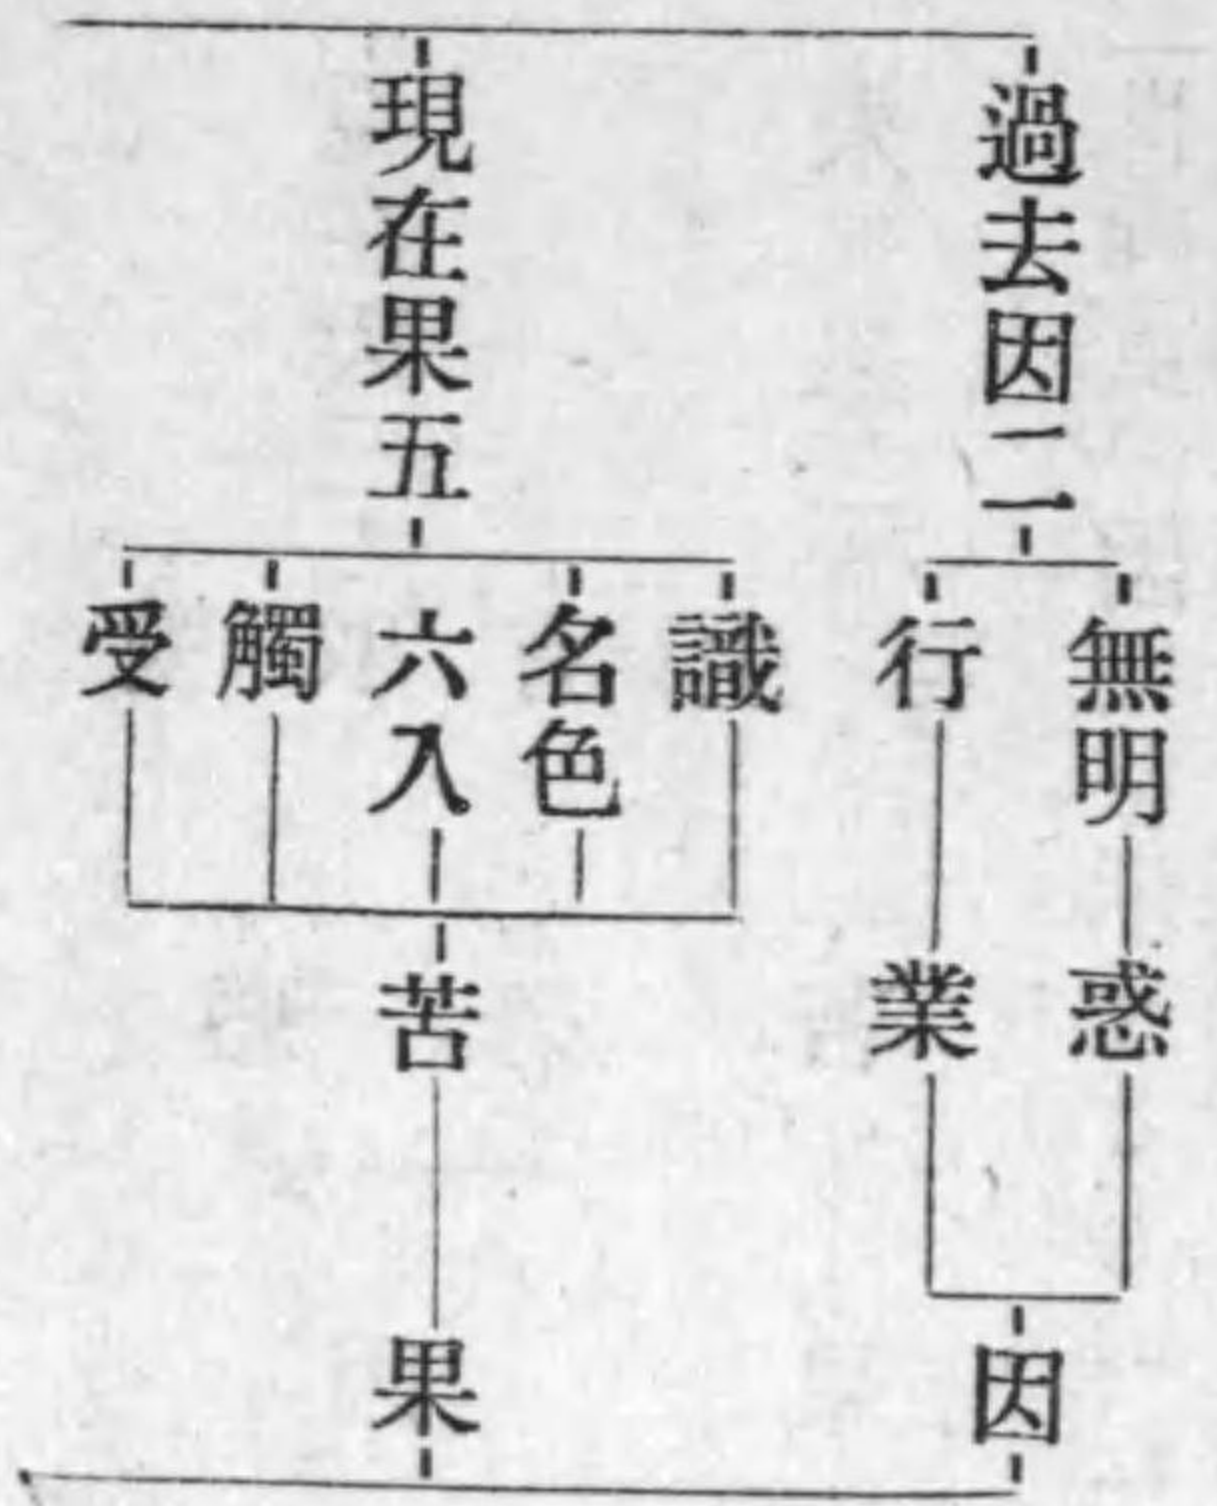 過去因二
無明
行
惑
業
因
現在果五
識
名色
六入
觸
受
苦
果